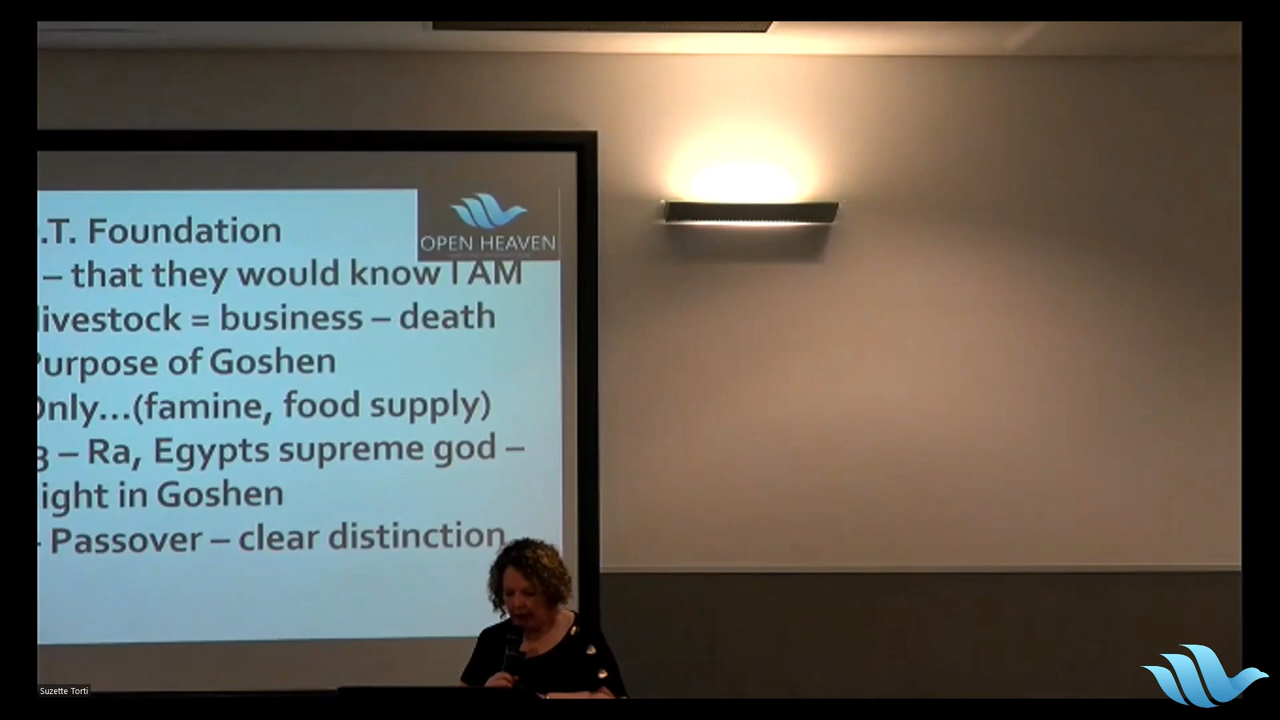 .T. Foundation
OPEN HEAVEN
– that they would know I AM
livestock = business – death
Purpose of Goshen
Only...(famine, food supply)
3 – Ra, Egypts supreme god –
ight in Goshen
- Passover – clear distinction
Suzette Torti